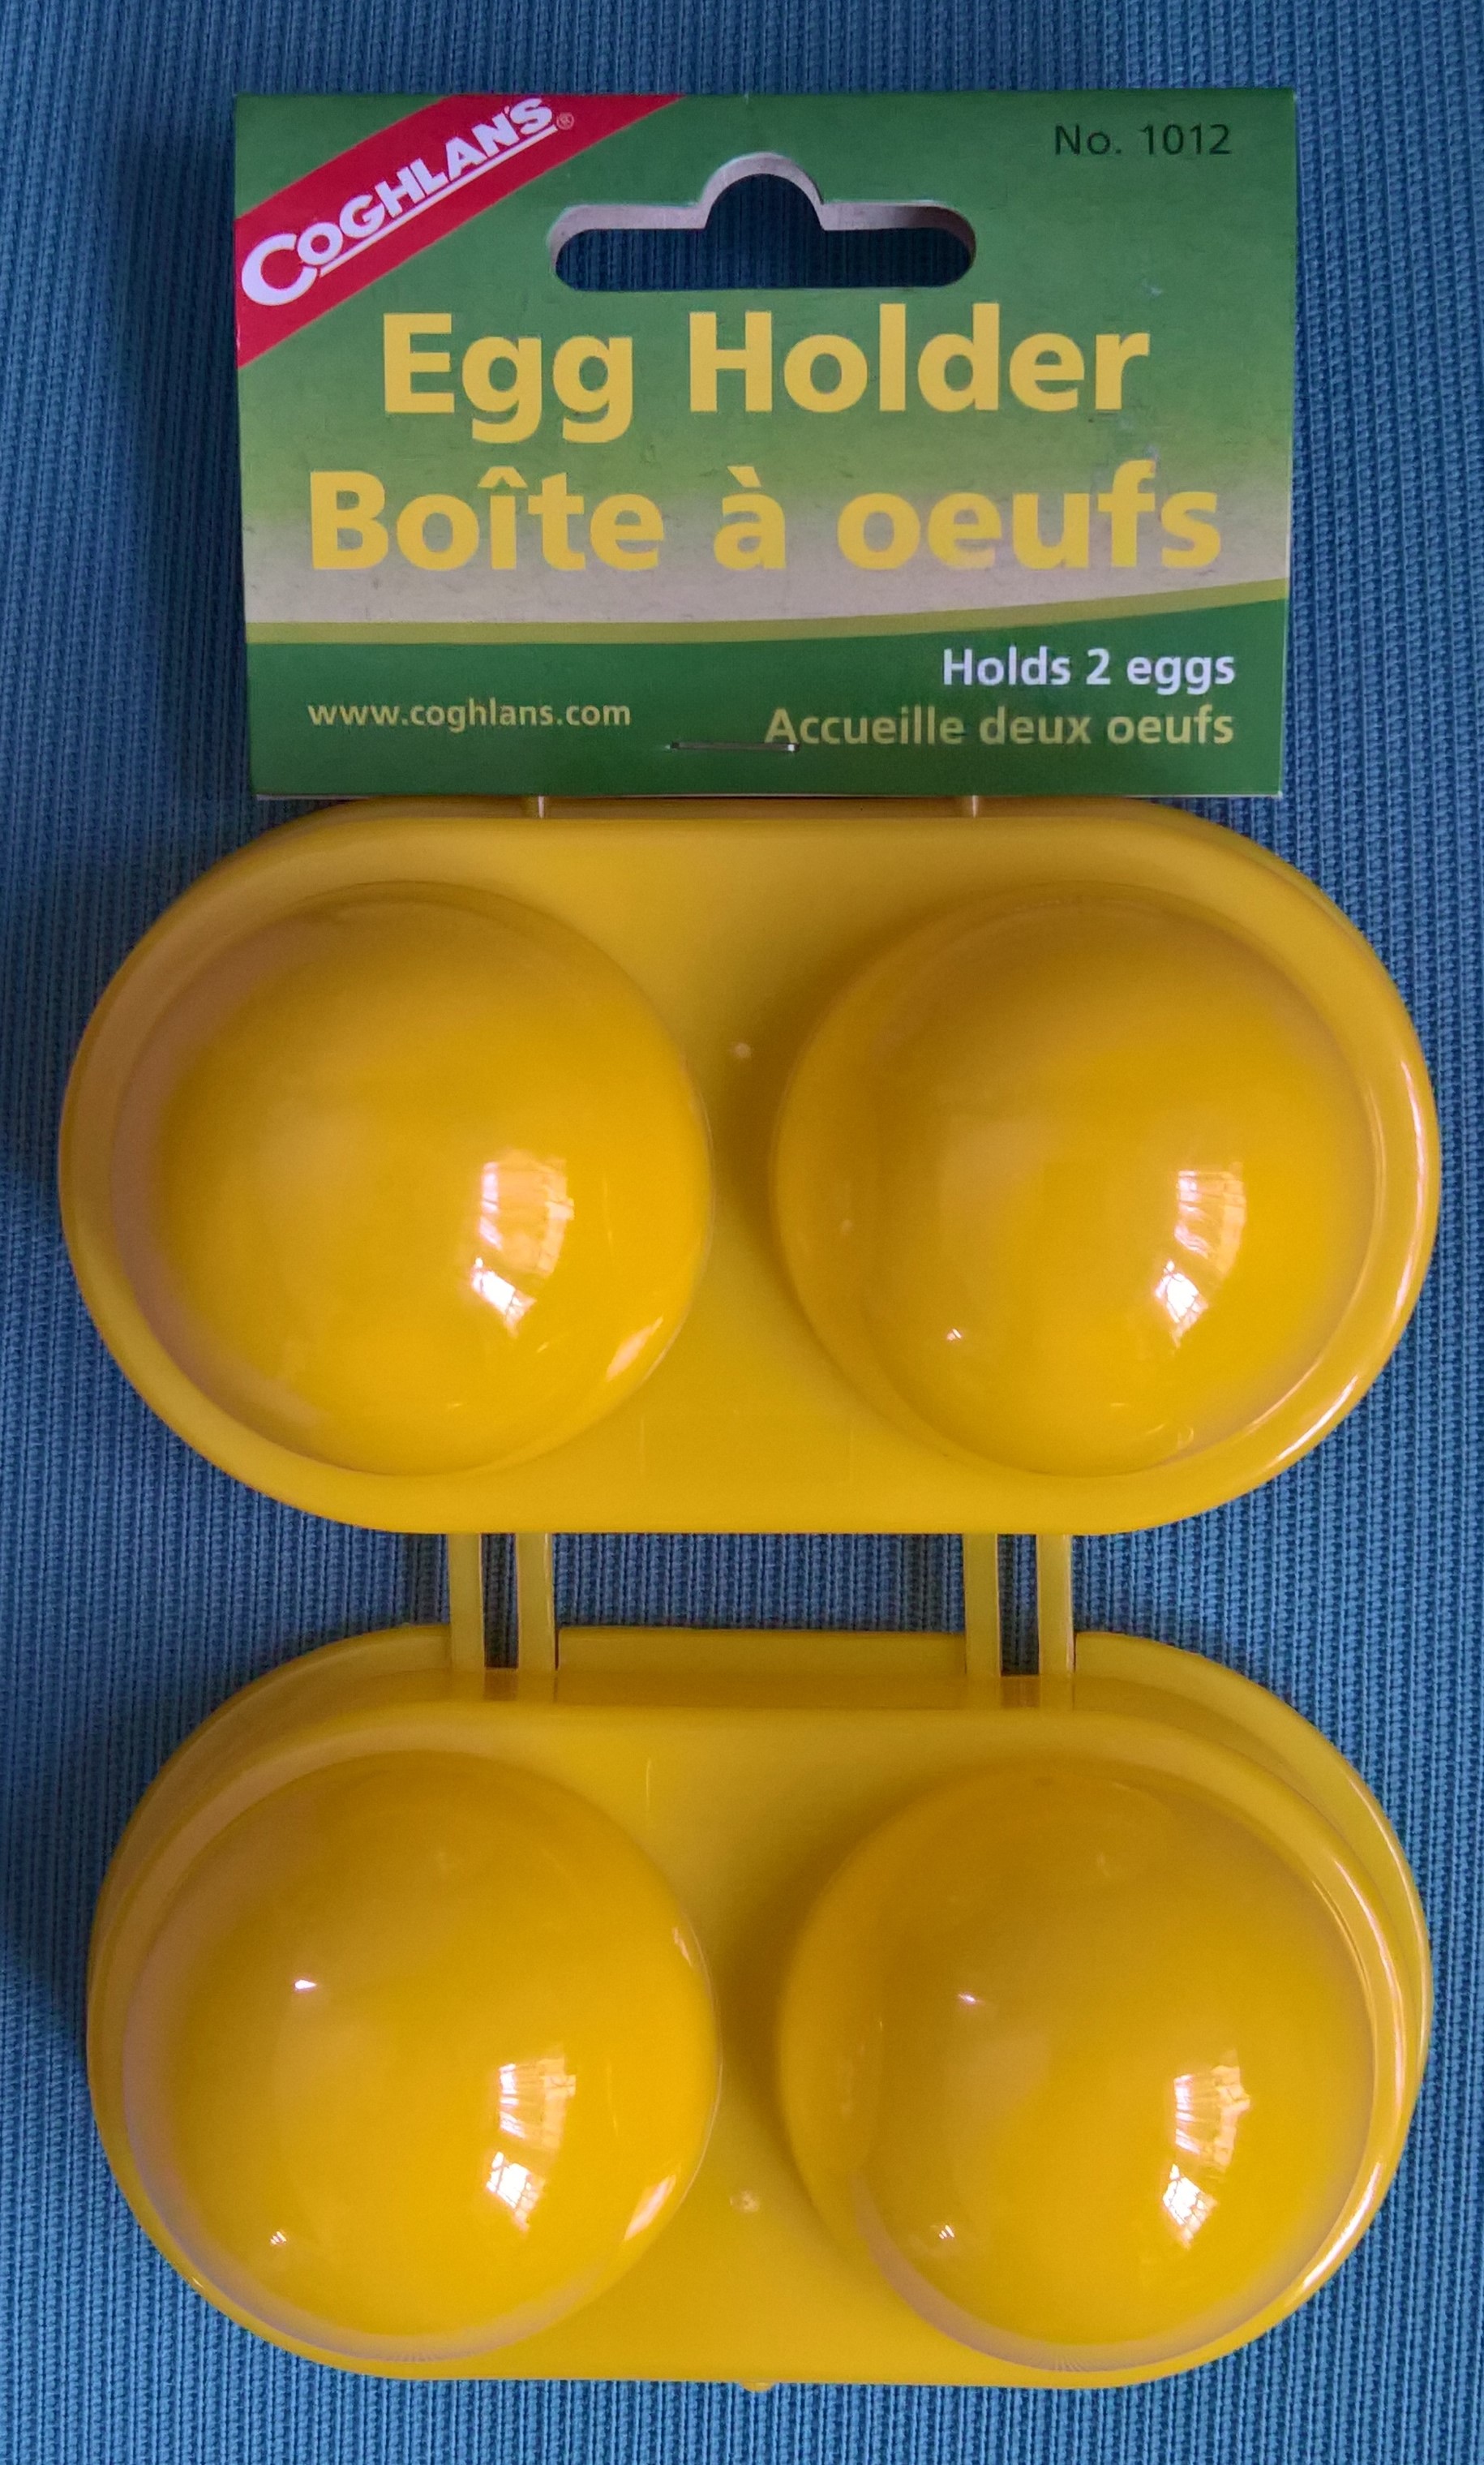 COGHLAN'S®
No. 1012
Egg Holder
Boîte à oeufs
Holds 2 eggs
www.coghlans.com
Accueille deux oeufs